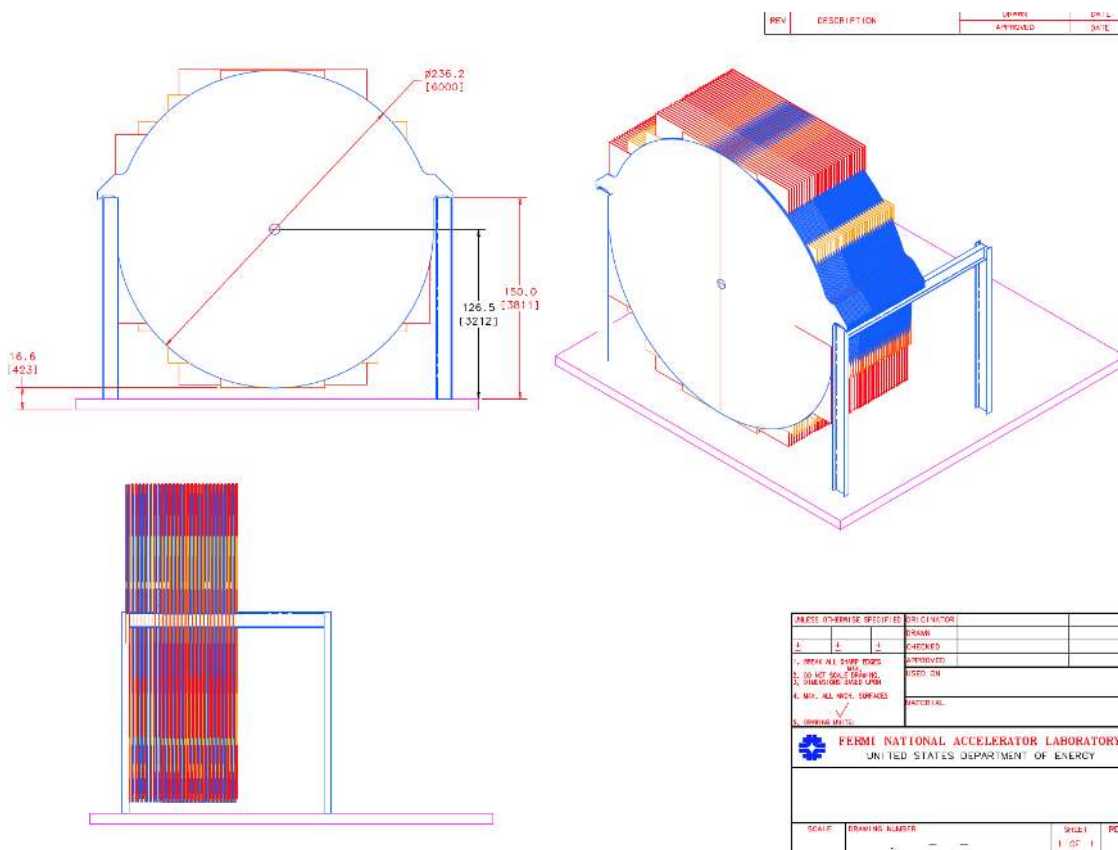 REV DESCRIPTION DRAWN DATE
APPROVED DATE
ø236.2
[6000]
150.0
[3811]
126.5
[3212]
16.6
[423]
UNLESS OTHERWISE SPECIFIED ORIGINATOR
DRAWN
± ± ± CHECKED
APPROVED
1. BREAK ALL SHARP EDGES
MAX.
2. DO NOT SCALE DRAWING.
3. DIMENSIONS BASED UPON
USED ON
4. MAX. ALL MACH. SURFACES
MATERIAL
5. DRAWING UNITS:
FERMI NATIONAL ACCELERATOR LABORATORY
UNITED STATES DEPARTMENT OF ENERGY
SCALE DRAWING NUMBER SHEET
1 OF 1